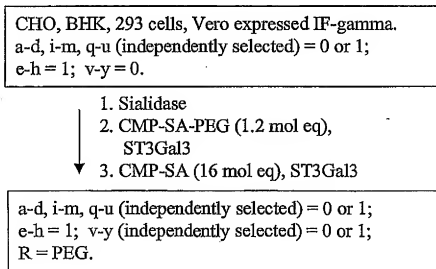 CHO, BHK, 293 cells, Vero expressed IF-gamma.
a-d, i-m, q-u (independently selected) = 0 or 1;
e-h = 1; v-y = 0.
1. Sialidase
2. CMP-SA-PEG (1.2 mol eq),
ST3Gal3
3. CMP-SA (16 mol eq), ST3Gal3
a-d, i-m, q-u (independently selected) = 0 or 1;
e-h = 1; v-y (independently selected) = 0 or 1;
R = PEG.